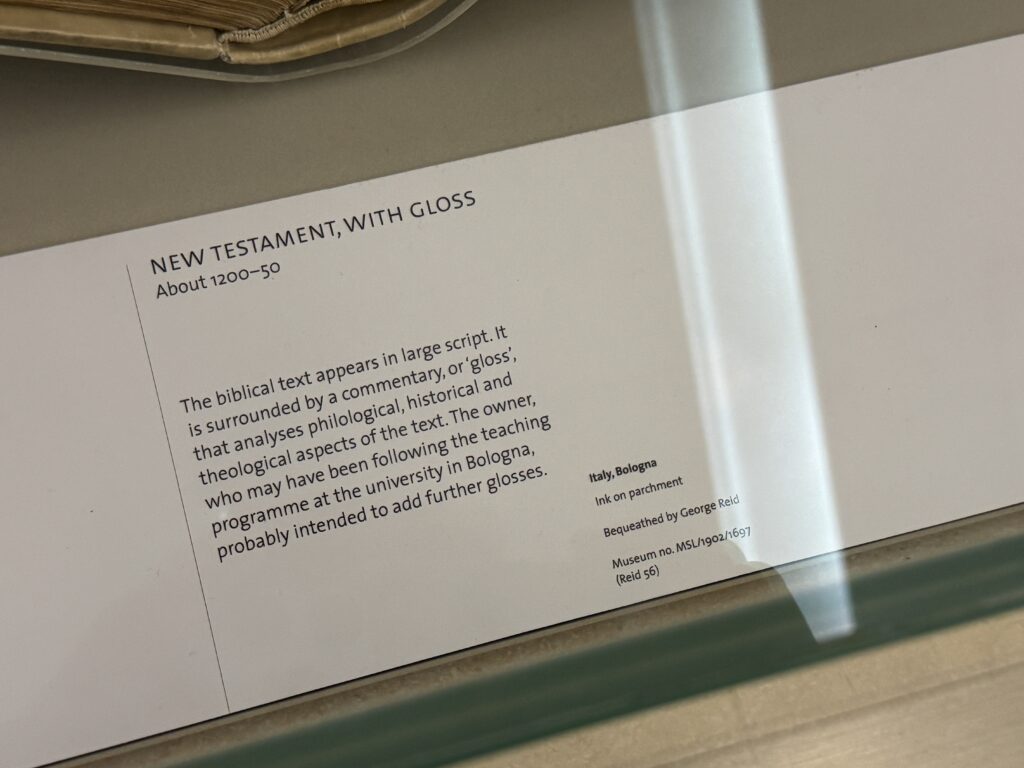 NEW TESTAMENT, WITH GLOSS
About 1200–50
The biblical text appears in large script. It
is surrounded by a commentary, or ‘gloss’,
that analyses philological, historical and
theological aspects of the text. The owner,
who may have been following the teaching
programme at the university in Bologna,
probably intended to add further glosses.
Italy, Bologna
Ink on parchment
Bequeathed by George Reid
Museum no. MSL/1902/1697
(Reid 56)